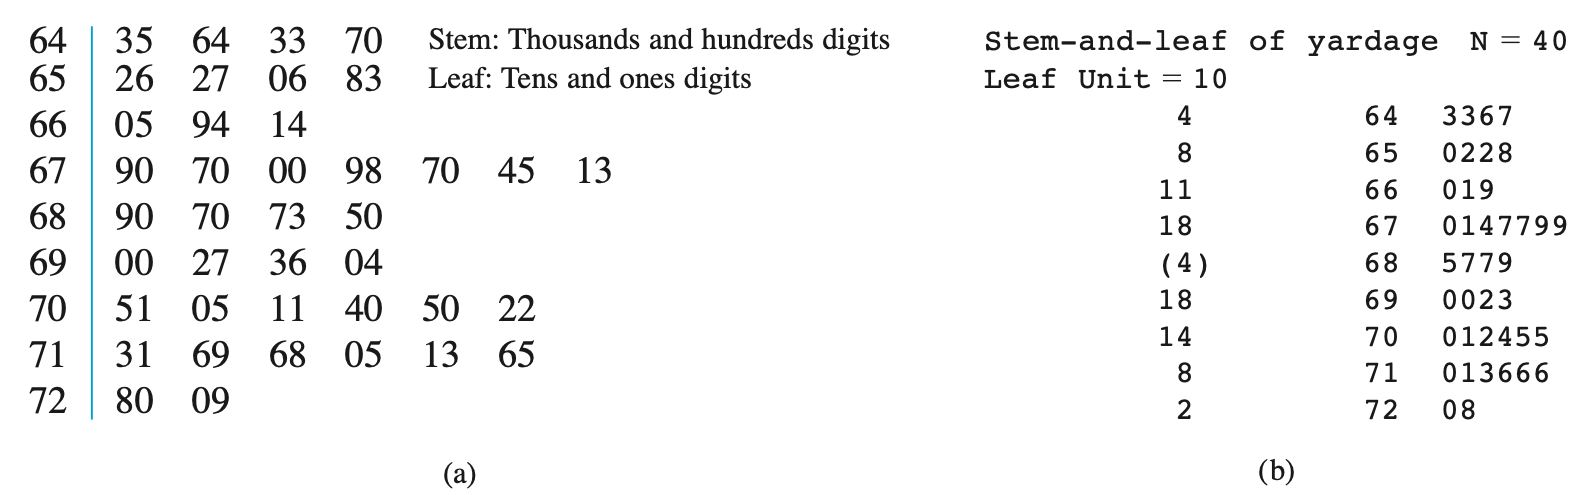 64 35 64 33 70 Stem: Thousands and hundreds digits
65 26 27 06 83 Leaf: Tens and ones digits
66 05 94 14
67 90 70 00 98 70 45 13
68 90 70 73 50
69 00 27 36 04
70 51 05 11 40 50 22
71 31 69 68 05 13 65
72 80 09
(a)
Stem-and-leaf of yardage N = 40
Leaf Unit = 10
4 64 3367
8 65 0228
11 66 019
18 67 0147799
(4) 68 5779
18 69 0023
14 70 012455
8 71 013666
2 72 08
(b)